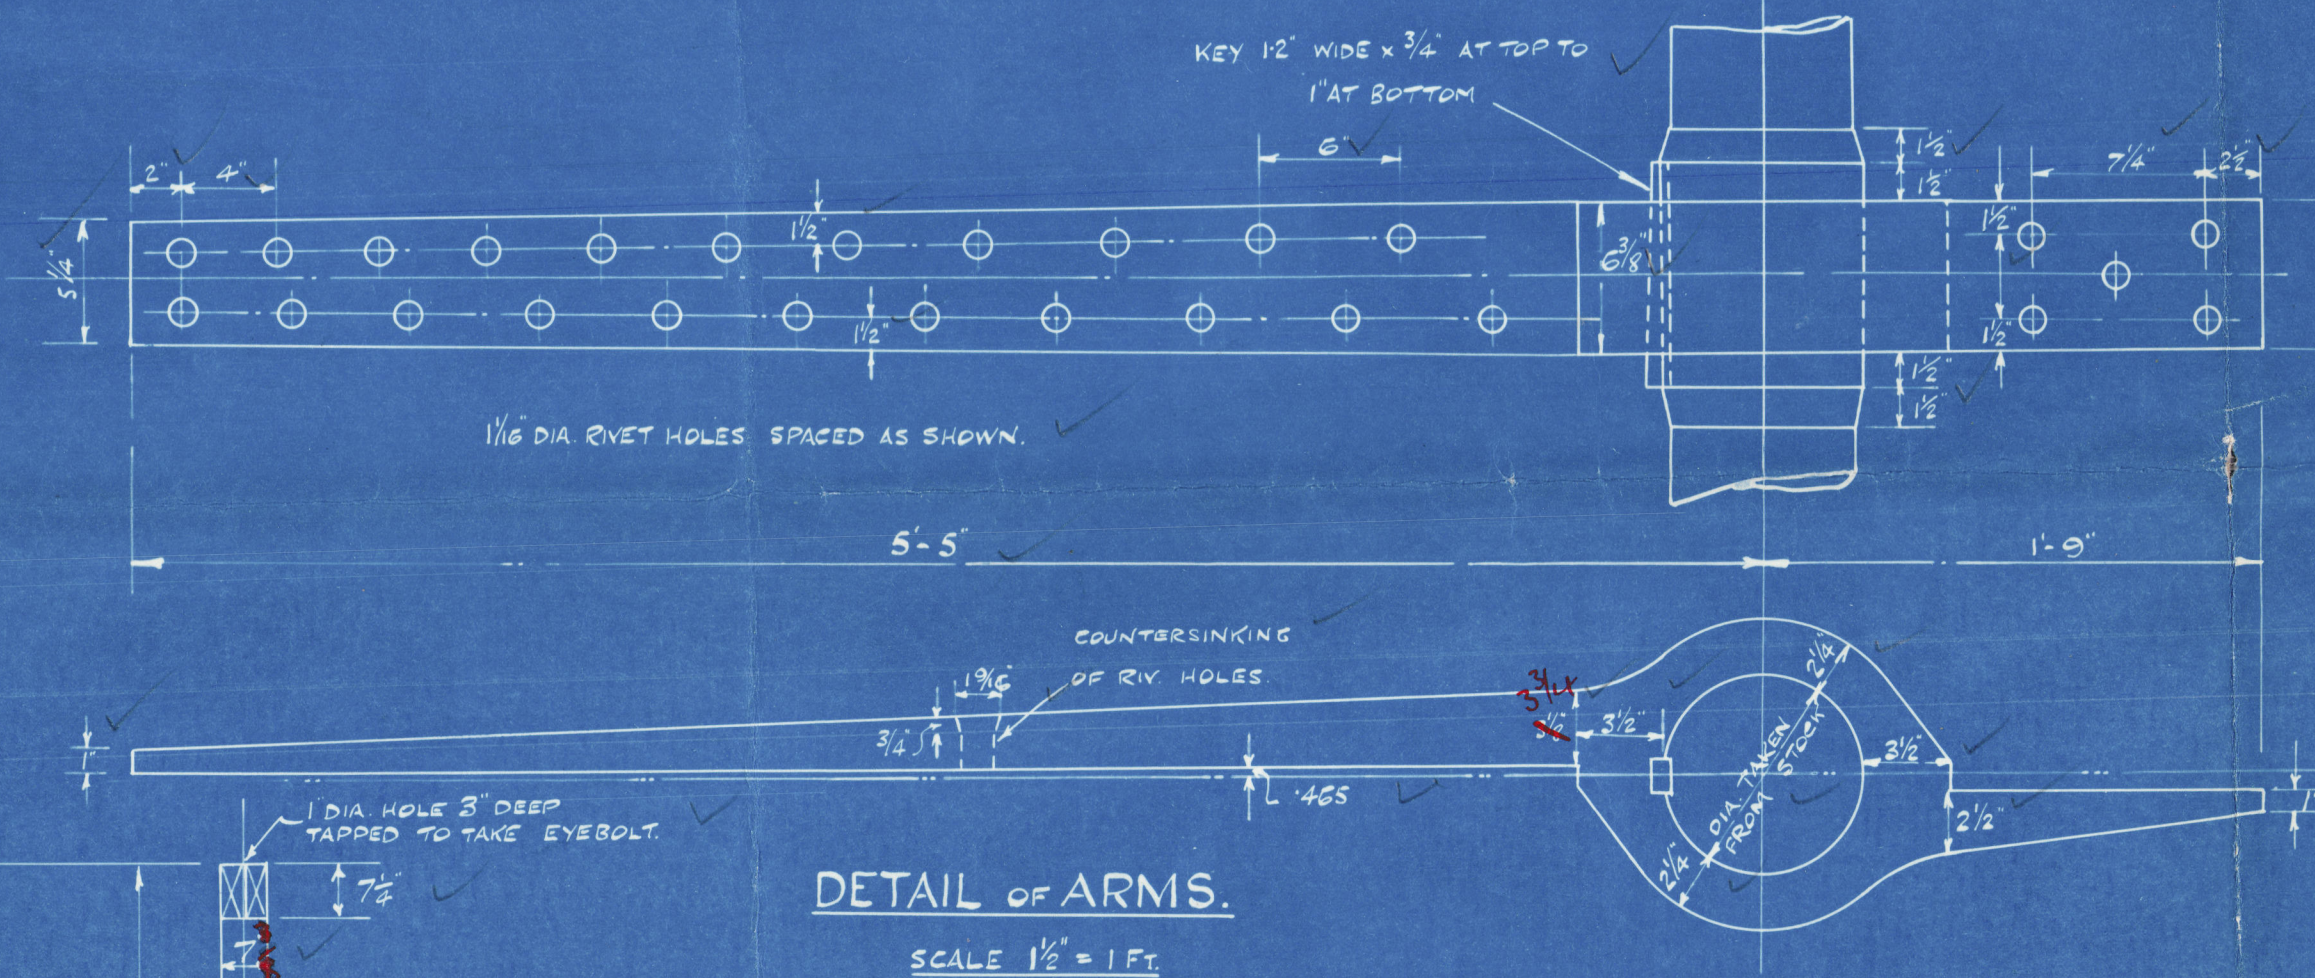 KEY 1·2" WIDE x 3/4" AT TOP TO
1" AT BOTTOM
2"
4"
6"
1 1/2"
1 1/2"
7 1/4"
2 1/2"
1 1/2"
1 1/2"
5 1/4"
6 3/8"
1 1/2"
1 1/2"
1 1/2"
1 1/2"
1 1/16" DIA. RIVET HOLES SPACED AS SHOWN.
5'-5"
1'-9"
COUNTERSINKING
OF RIV. HOLES.
1 9/16"
3/4"
3 3/4
3 1/2"
3 1/2"
2 1/4"
DIA. TAKEN
FROM STOCK
2 1/4"
3 1/2"
2 1/2"
1"
1"
·465
1" DIA. HOLE 3" DEEP
TAPPED TO TAKE EYEBOLT.
7 1/4"
7
DETAIL OF ARMS.
SCALE 1 1/2" = 1 FT.